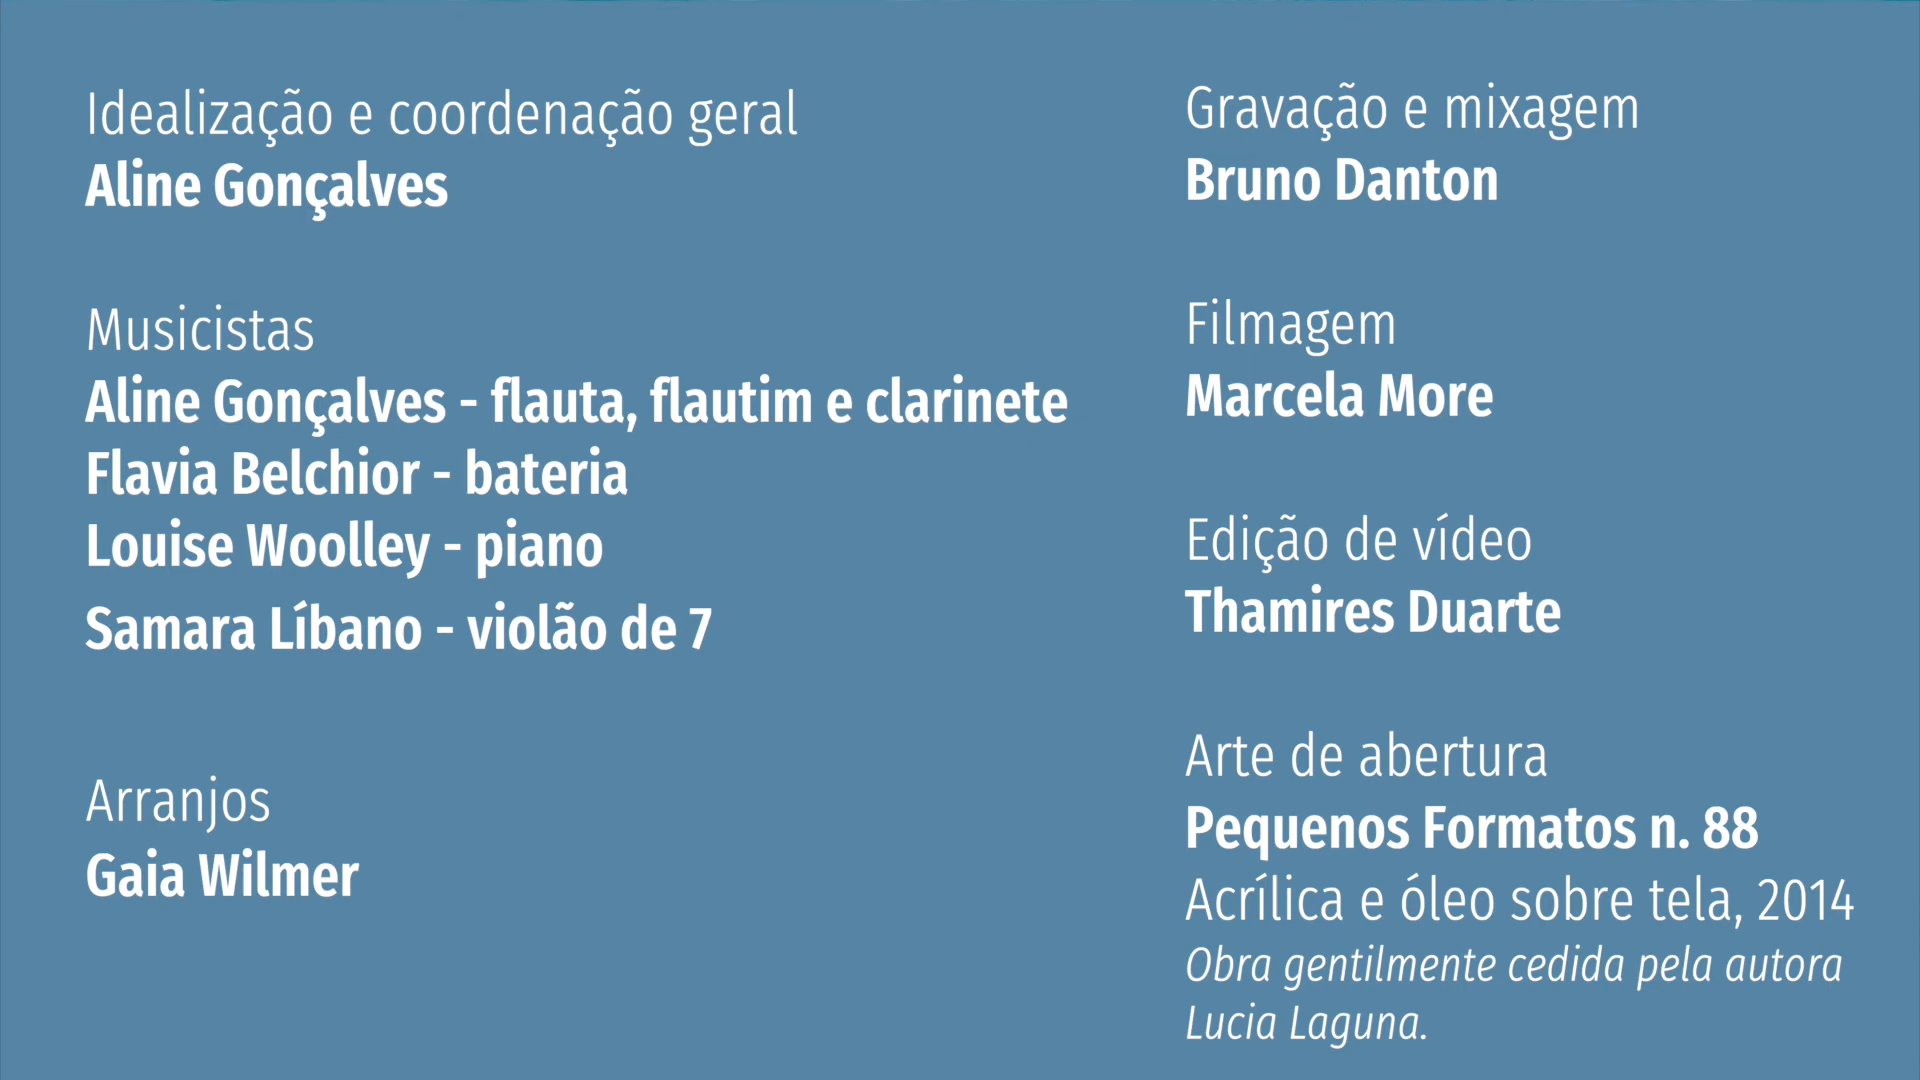 Idealização e coordenação geral
Aline Gonçalves
Musicistas
Aline Gonçalves - flauta, flautim e clarinete
Flavia Belchior - bateria
Louise Woolley - piano
Samara Líbano - violão de 7
Arranjos
Gaia Wilmer
Gravação e mixagem
Bruno Danton
Filmagem
Marcela More
Edição de vídeo
Thamires Duarte
Arte de abertura
Pequenos Formatos n. 88
Acrílica e óleo sobre tela, 2014
Obra gentilmente cedida pela autora
Lucia Laguna.